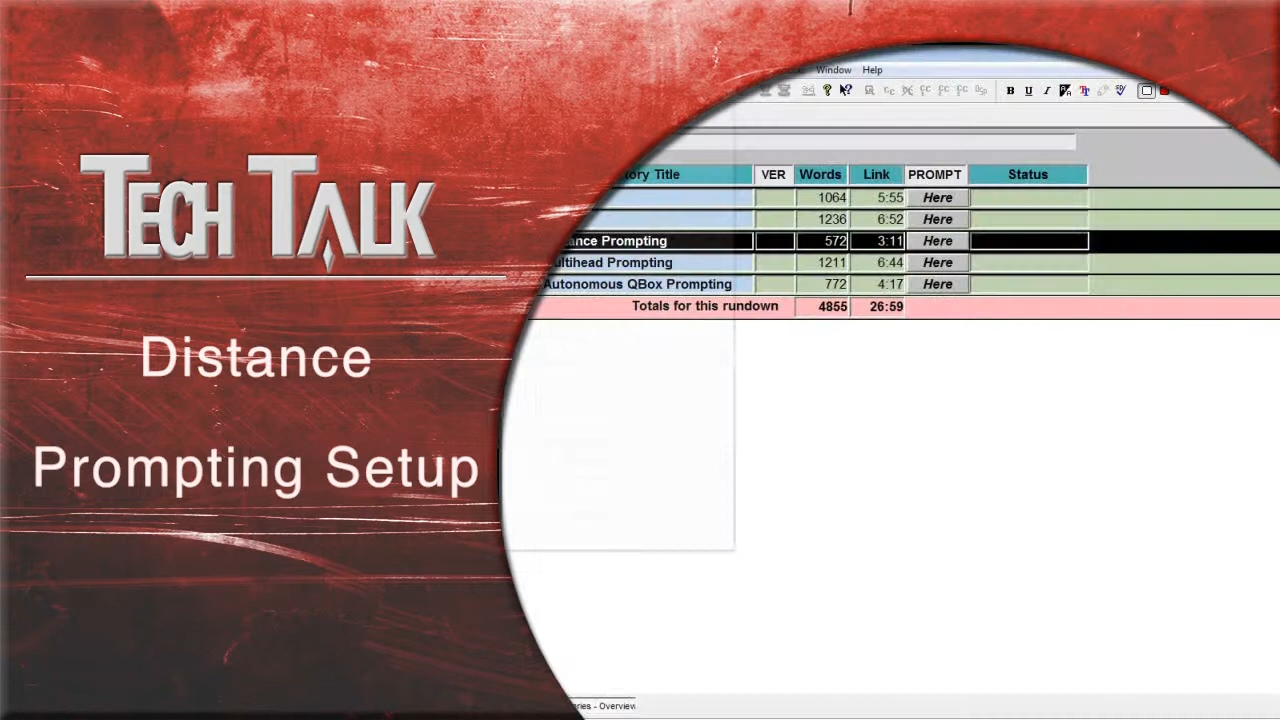 TECH TALK
Distance
Prompting Setup
Window Help
B U I
ory Title VER Words Link PROMPT Status
1064 5:55 Here
1236 6:52 Here
ance Prompting 572 3:11 Here
ultihead Prompting 1211 6:44 Here
Autonomous QBox Prompting 772 4:17 Here
Totals for this rundown 4855 26:59
ries - Overview